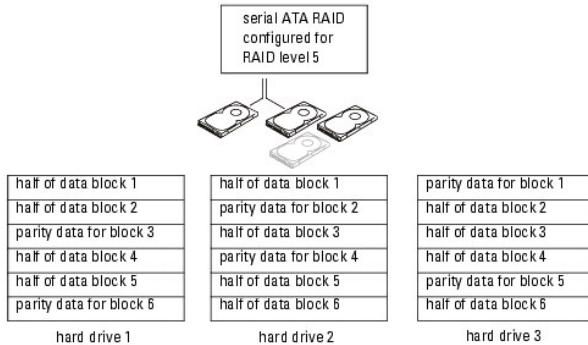 serial ATA RAID
configured for
RAID level 5
half of data block 1
half of data block 2
parity data for block 3
half of data block 4
half of data block 5
parity data for block 6
hard drive 1
half of data block 1
parity data for block 2
half of data block 3
parity data for block 4
half of data block 5
half of data block 6
hard drive 2
parity data for block 1
half of data block 2
half of data block 3
half of data block 4
parity data for block 5
half of data block 6
hard drive 3